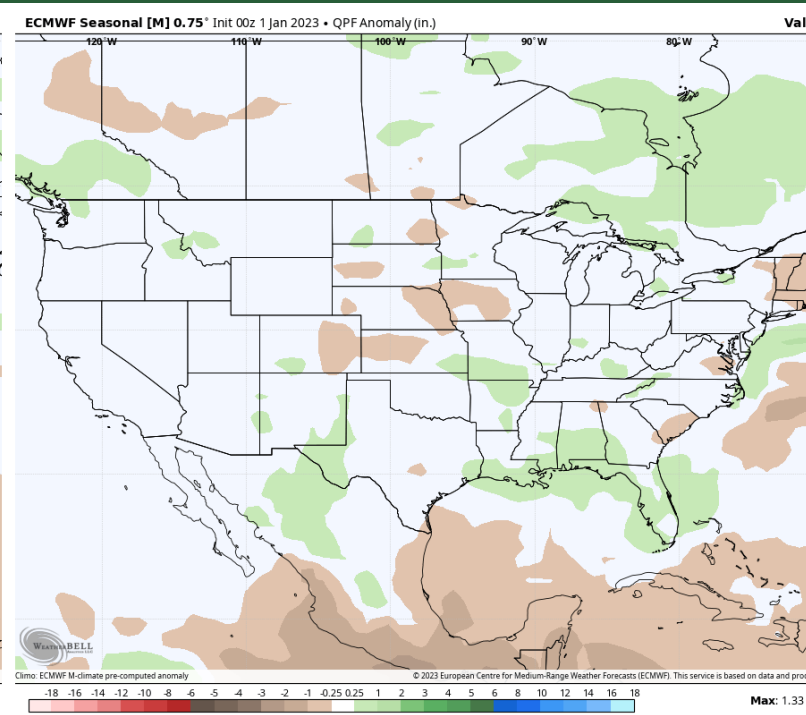 ECMWF Seasonal [M] 0.75° Init 00z 1 Jan 2023 • QPF Anomaly (in.) Val
120°W 110°W 100°W 90°W 80°W
WEATHERBELL
Climo: ECMWF M-climate pre-computed anomaly © 2023 European Centre for Medium-Range Weather Forecasts (ECMWF). This service is based on data and prod
-18 -16 -14 -12 -10 -8 -6 -5 -4 -3 -2 -1 -0.25 0.25 1 2 3 4 5 6 8 10 12 14 16 18
Max: 1.33